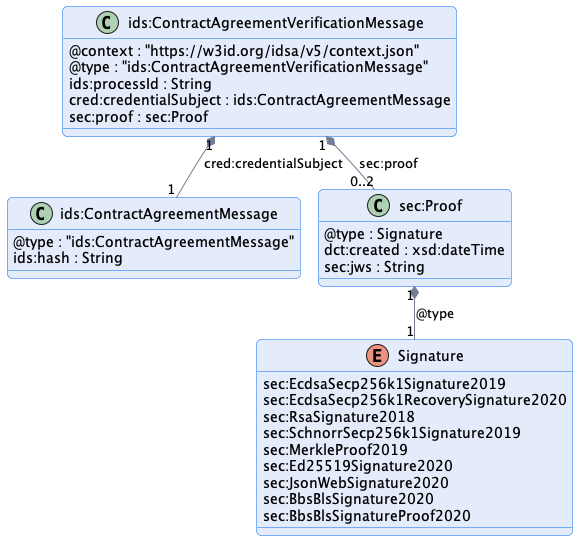 C ids:ContractAgreementVerificationMessage
@context : "https://w3id.org/idsa/v5/context.json"
@type : "ids:ContractAgreementVerificationMessage"
ids:processId : String
cred:credentialSubject : ids:ContractAgreementMessage
sec:proof : sec:Proof
1
1
cred:credentialSubject
sec:proof
1
0..2
C ids:ContractAgreementMessage
@type : "ids:ContractAgreementMessage"
ids:hash : String
C sec:Proof
@type : Signature
dct:created : xsd:dateTime
sec:jws : String
1
@type
1
E Signature
sec:EcdsaSecp256k1Signature2019
sec:EcdsaSecp256k1RecoverySignature2020
sec:RsaSignature2018
sec:SchnorrSecp256k1Signature2019
sec:MerkleProof2019
sec:Ed25519Signature2020
sec:JsonWebSignature2020
sec:BbsBlsSignature2020
sec:BbsBlsSignatureProof2020